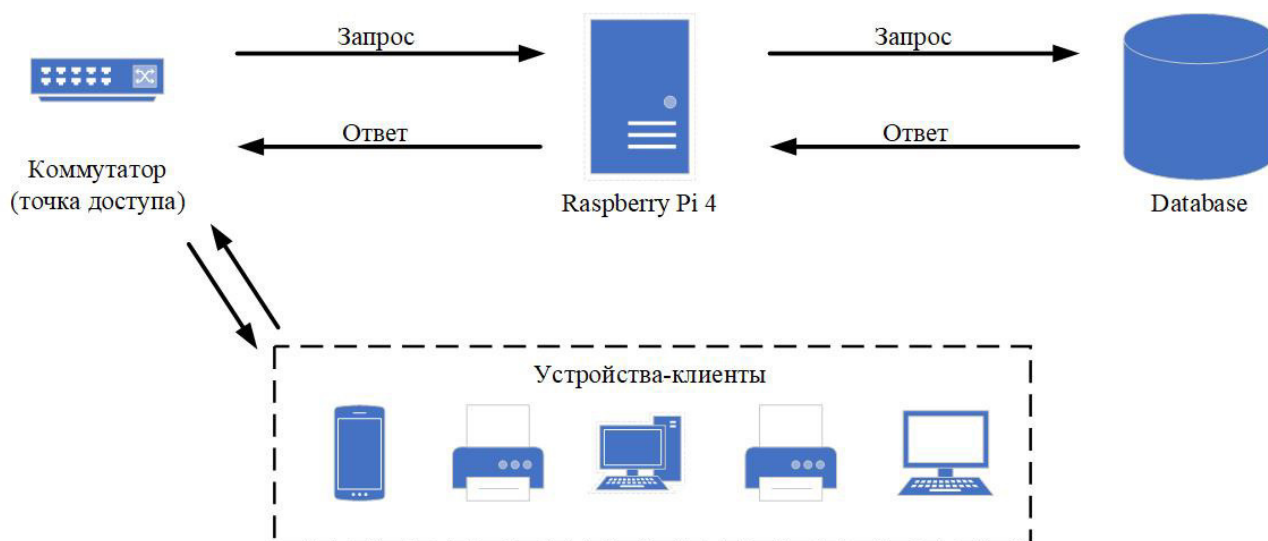 Запрос
Запрос
Ответ
Ответ
Коммутатор
(точка доступа)
Raspberry Pi 4
Database
Устройства-клиенты